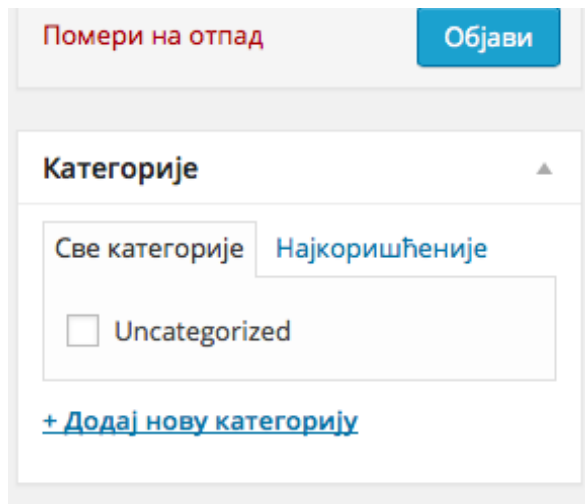 Помери на отпад
Објави
Категорије
Све категорије
Најкоришћеније
Uncategorized
+ Додај нову категорију